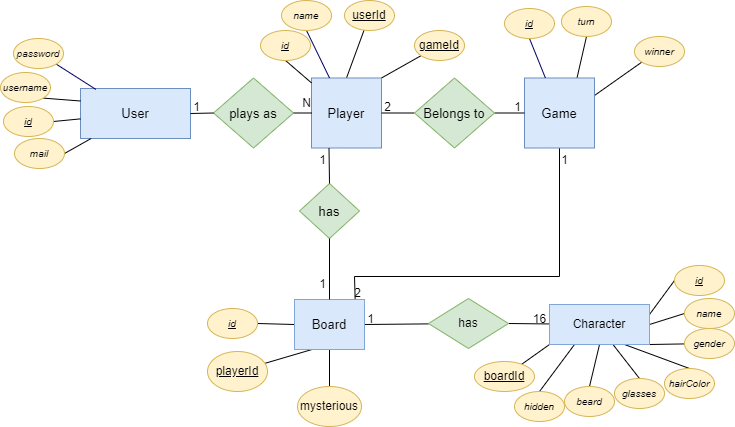 name
userId
id
gameId
id
turn
winner
password
username
id
mail
User
1
plays as
N
Player
2
Belongs to
1
Game
1
1
has
1
2
id
Board
1
has
16
Character
id
name
gender
hairColor
glasses
beard
hidden
boardId
playerId
mysterious